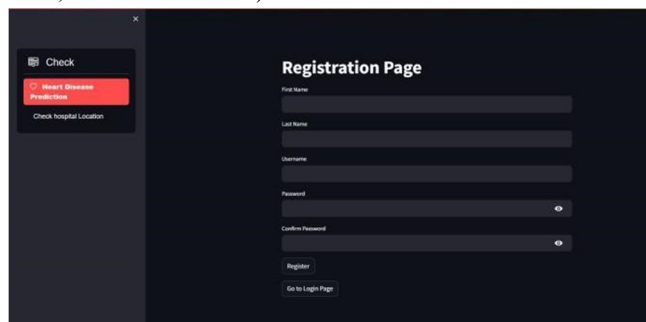 Check
Heart Disease
Prediction
Check hospital Location
Registration Page
First Name
Last Name
Username
Password
Confirm Password
Register
Go to Login Page